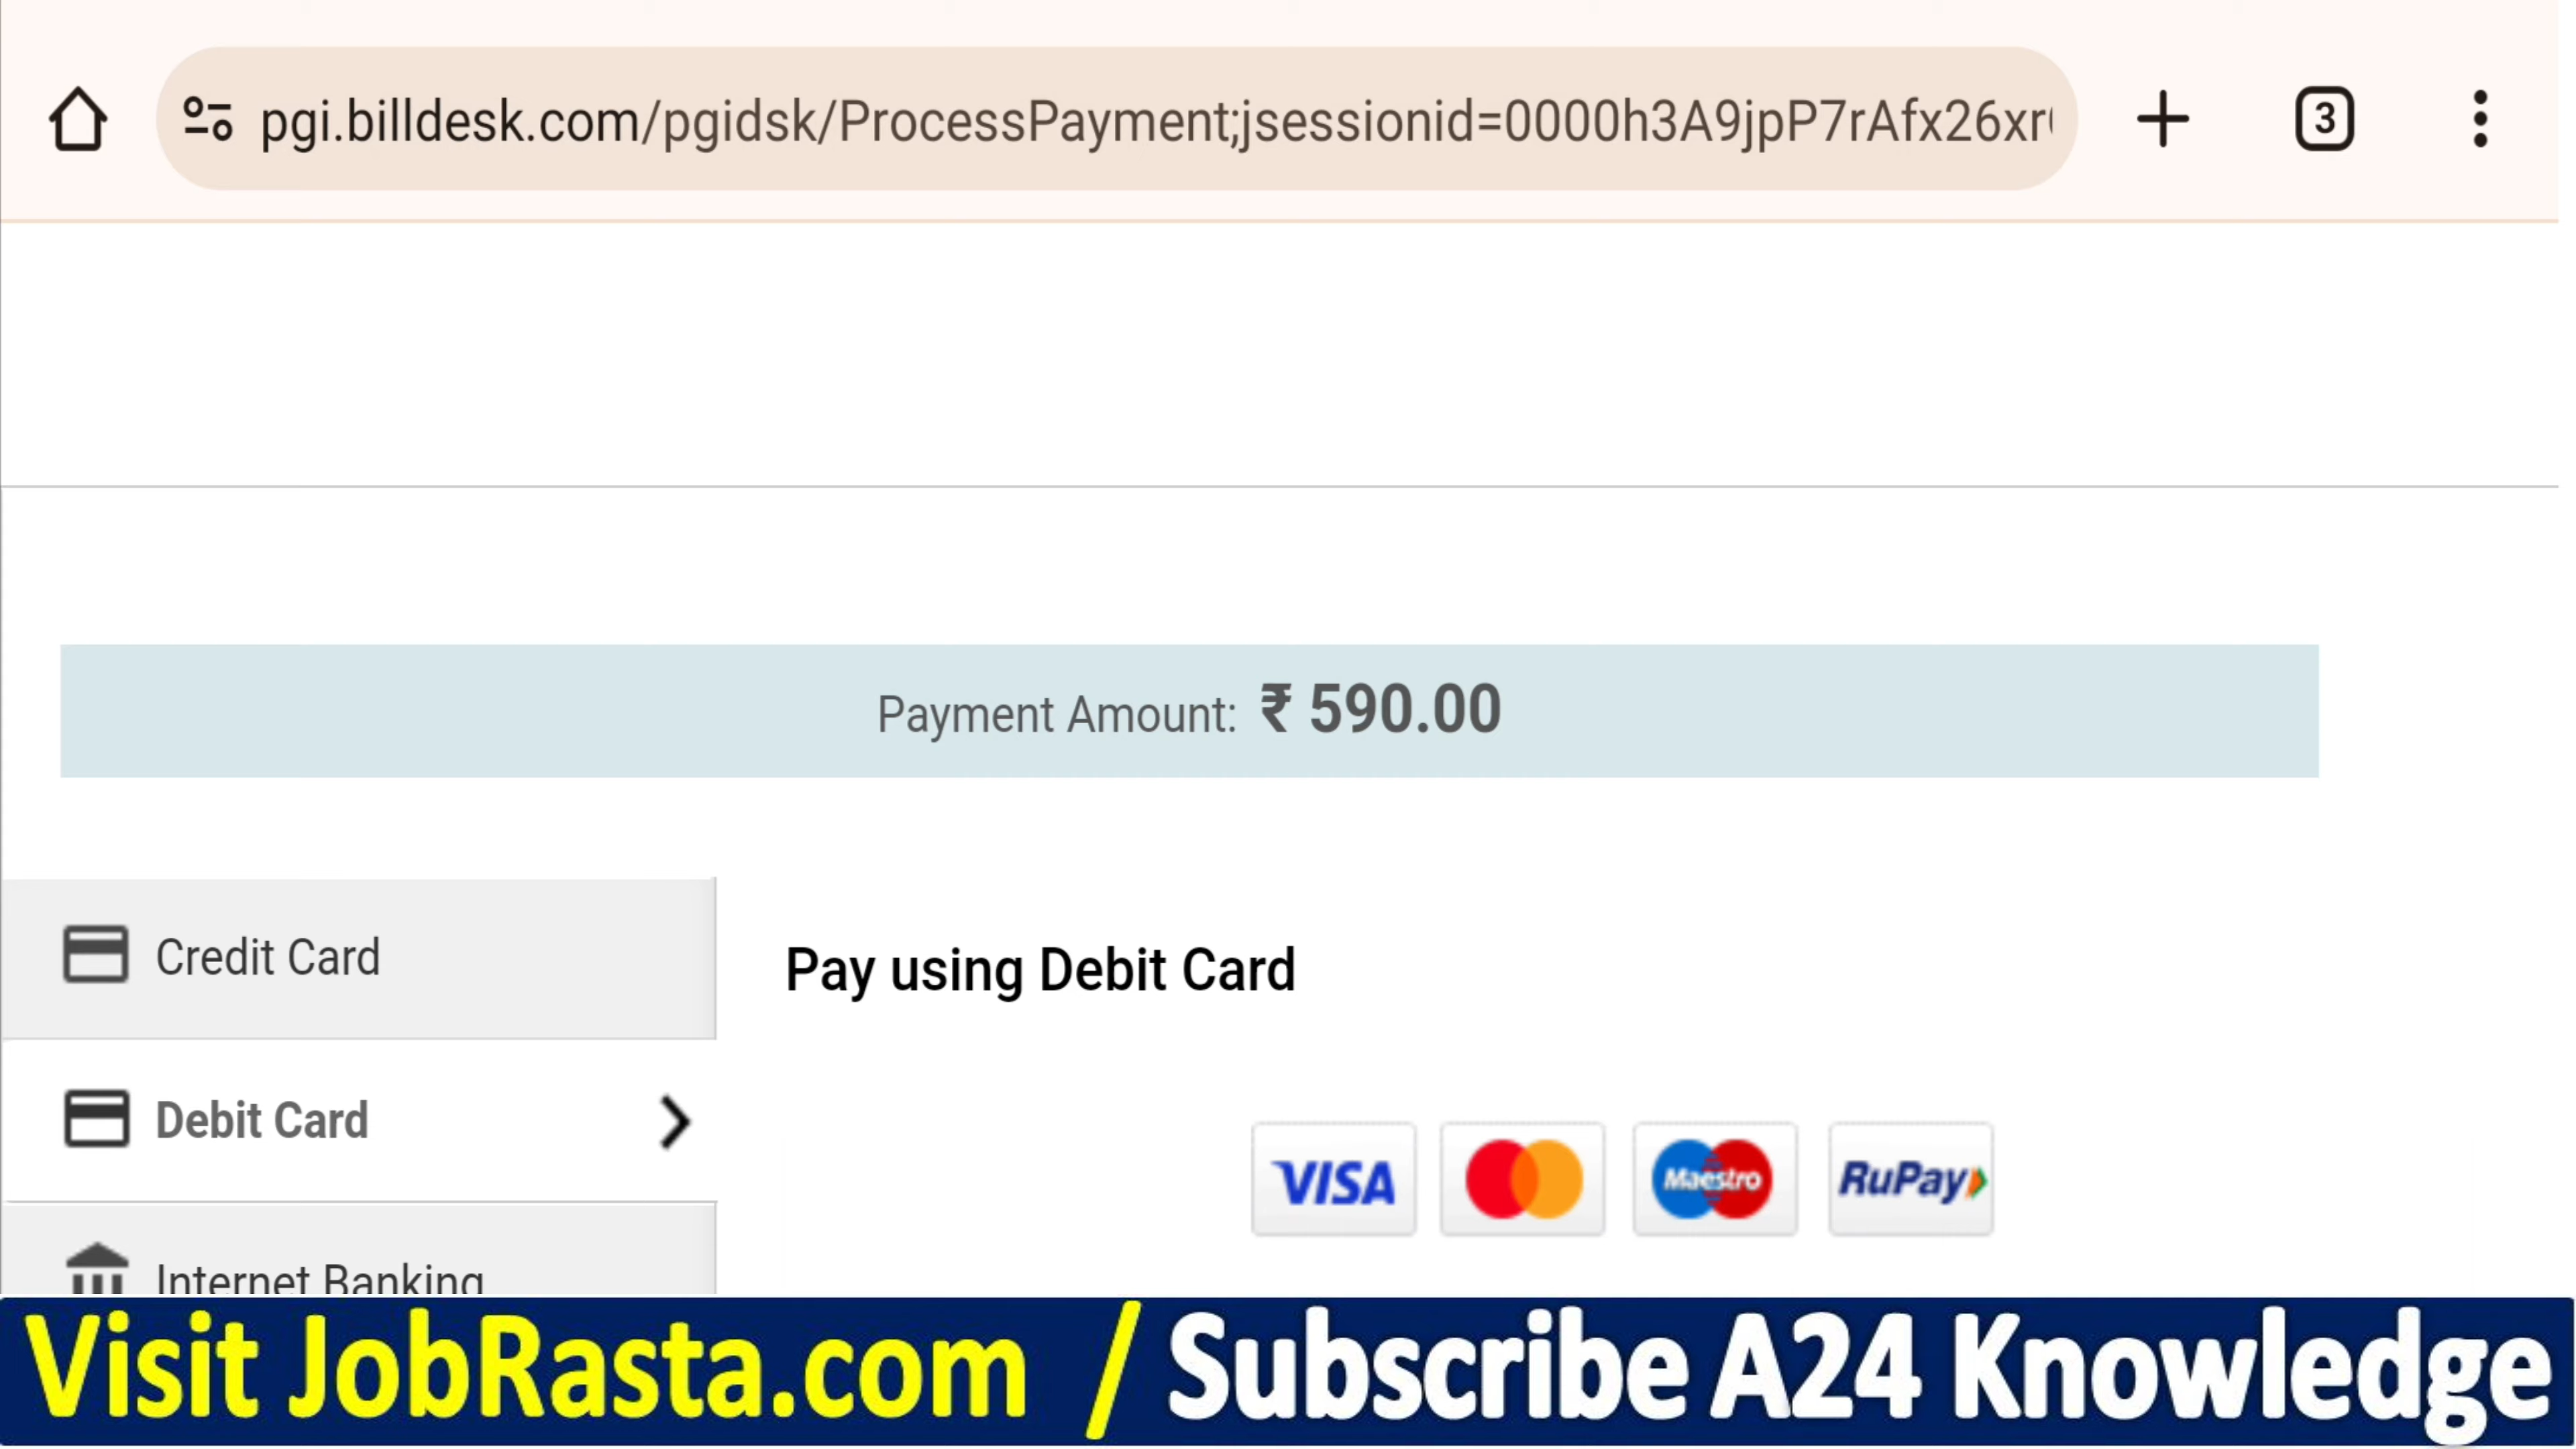 pgi.billdesk.com/pgidsk/ProcessPayment;jsessionid=0000h3A9jpP7rAfx26xr
3
Payment Amount: ₹ 590.00
Credit Card
Pay using Debit Card
Debit Card
VISA
Maestro
RuPay
Internet Banking
Visit JobRasta.com / Subscribe A24 Knowledge